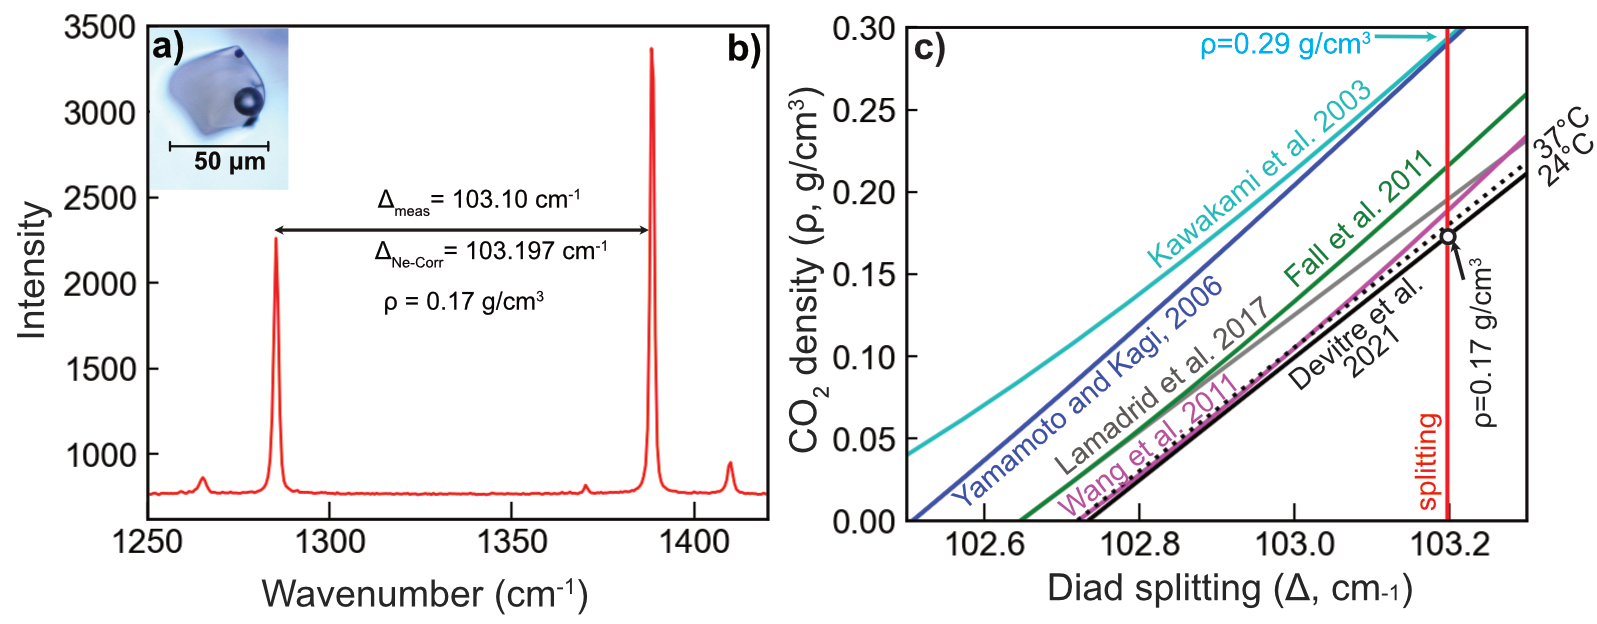 a)
50 µm
b)
3500
3000
2500
2000
1500
1000
Intensity
Δmeas= 103.10 cm-1
ΔNe-Corr= 103.197 cm-1
ρ = 0.17 g/cm3
1250
1300
1350
1400
Wavenumber (cm-1)
c)
0.30
0.25
0.20
0.15
0.10
0.05
0.00
CO2 density (ρ, g/cm3)
ρ=0.29 g/cm3
Kawakami et al. 2003
Yamamoto and Kagi, 2006
Fall et al. 2011
Lamadrid et al. 2017
Wang et al. 2011
Devitre et al.
2021
37°C
24°C
ρ=0.17 g/cm3
splitting
102.6
102.8
103.0
103.2
Diad splitting (Δ, cm-1)